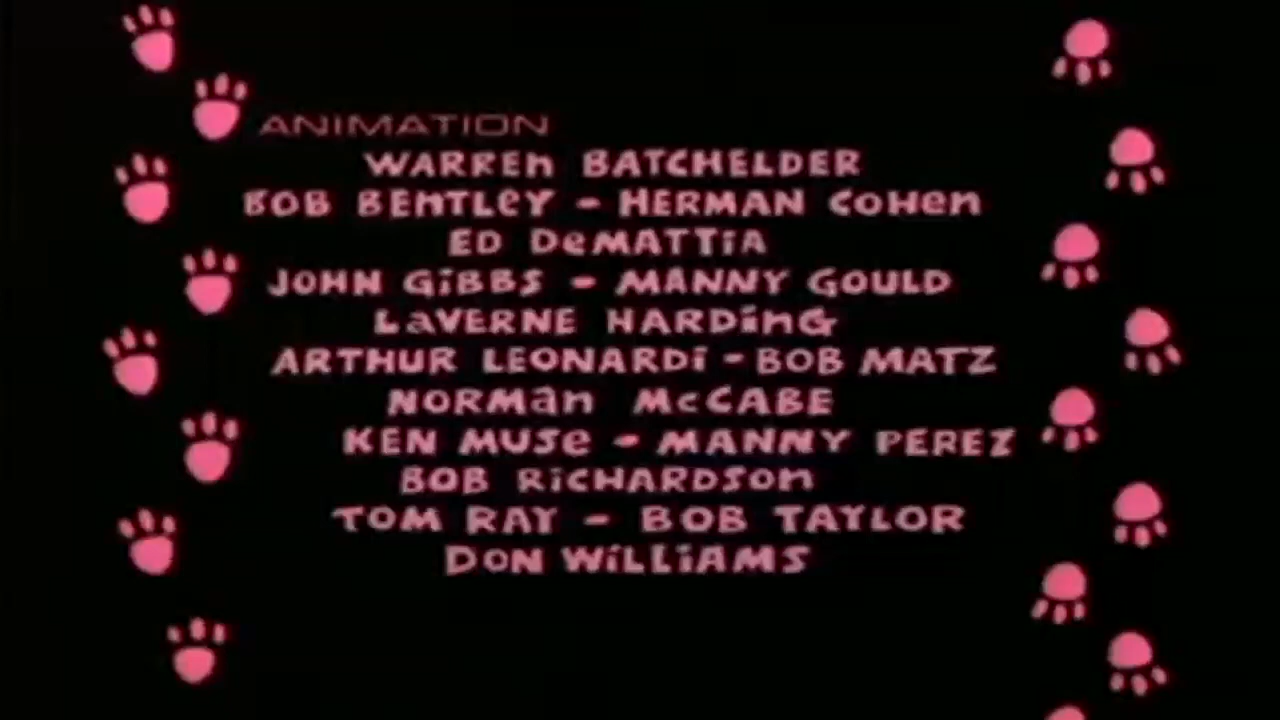 ANIMATION
WARREn BATCHELDER
BOB BEnTLeY - HERMAN COHen
ED DeMATTiA
JOHN GiBBS - MANNY GOULD
LaVERNE HARDinG
ARTHUR LEONARDi - BOB MATZ
NORMan McCABE
KEN MUSe - MANNY PEREZ
BOB RiCHARDSOn
TOM RAY - BOB TAYLOR
DON WiLLiAMS